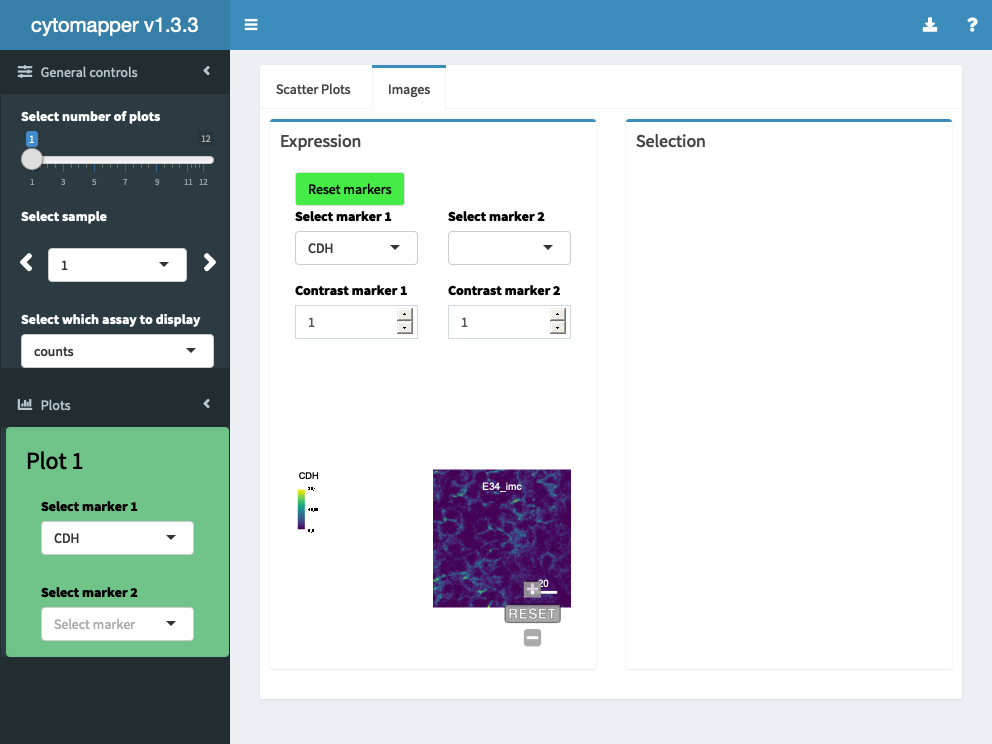 cytomapper v1.3.3
?
General controls
Select number of plots
1 12
1 3 5 7 9 11 12
Select sample
1
Select which assay to display
counts
Plots
Plot 1
Select marker 1
CDH
Select marker 2
Select marker
Scatter Plots Images
Expression
Reset markers
Select marker 1 Select marker 2
CDH
Contrast marker 1 Contrast marker 2
1 1
CDH
E34_imc
20
RESET
Selection